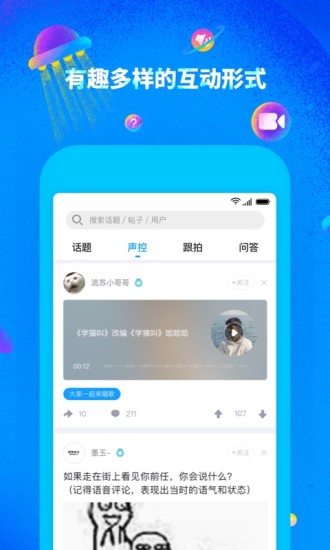 有趣多样的互动形式
搜索话题/帖子/用户
话题 声控 跟拍 问答
流苏小哥哥
+关注
《学猫叫》改编《学猪叫》哈哈哈
00:12
大家一起来唱歌
10 211 107
墨玉~
+关注
如果走在街上看见你前任，你会说什么？
（记得语音评论，表现出当时的语气和状态）